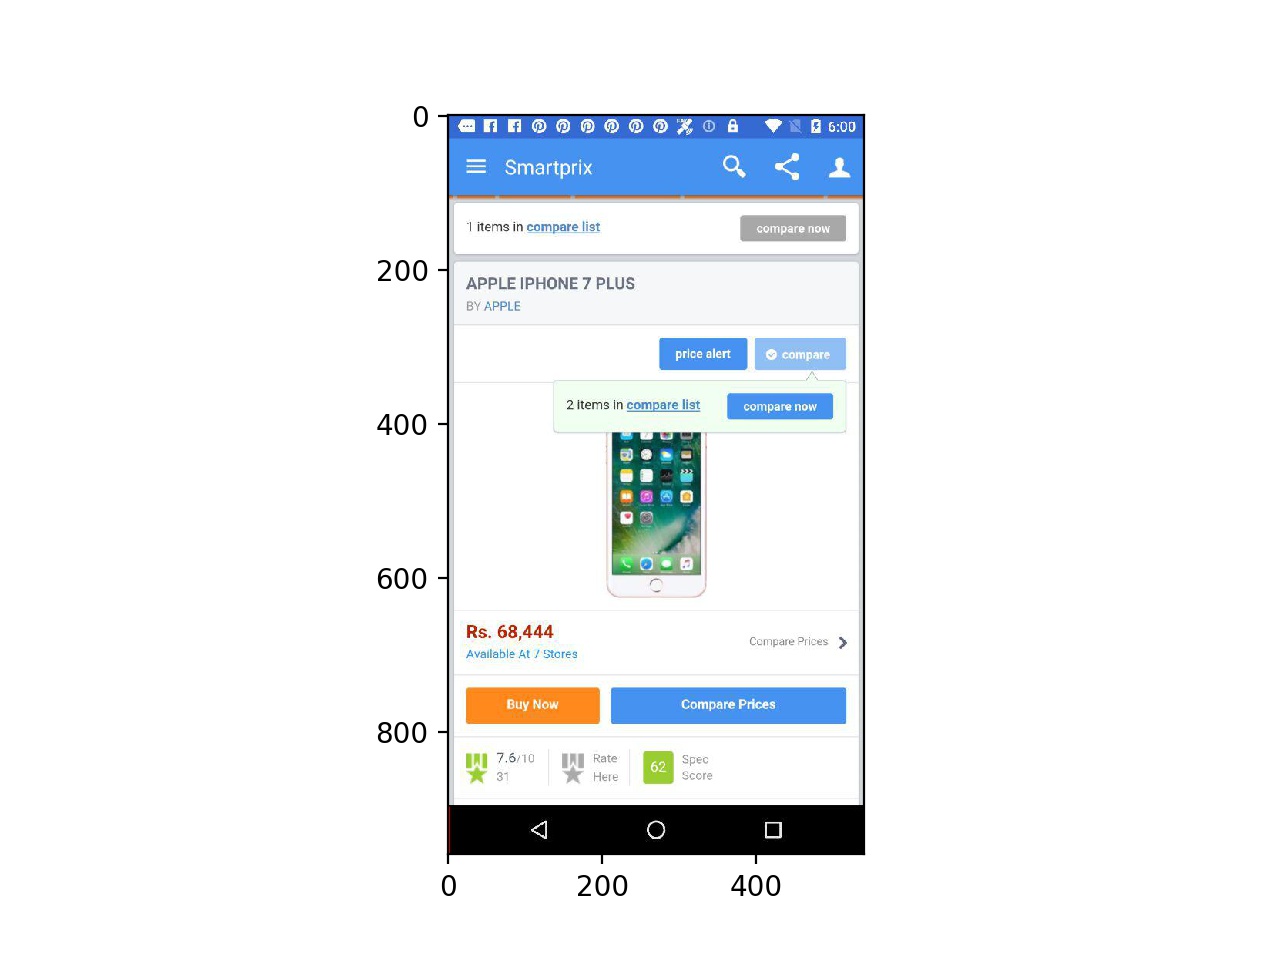 0
200
400
600
800
0
200
400
6:00
Smartprix
1 items in compare list
compare now
APPLE IPHONE 7 PLUS
BY APPLE
price alert
compare
2 items in compare list
compare now
Rs. 68,444
Available At 7 Stores
Compare Prices
Buy Now
Compare Prices
7.6/10
31
Rate
Here
62
Spec
Score